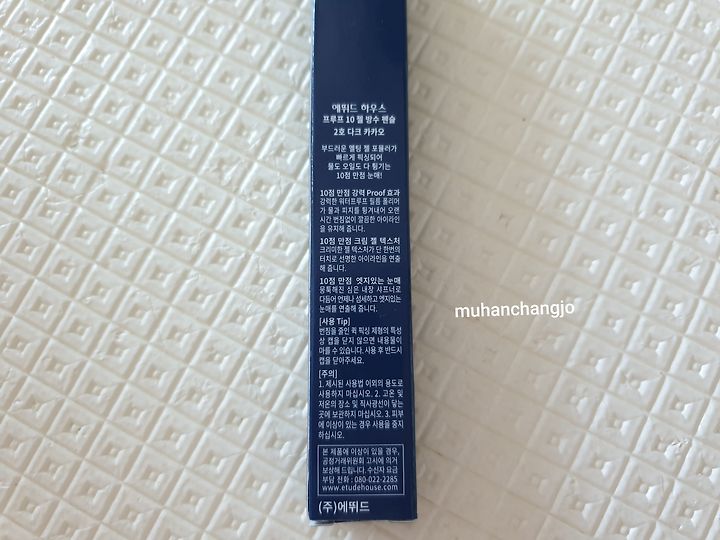 에뛰드 하우스
프루프 10 젤 방수 펜슬
2호 다크 카카오
부드러운 멜팅 젤 포뮬러가
빠르게 픽싱되어
물도 오일도 다 튕기는
10점 만점 눈매!
10점 만점 강력 Proof 효과
강력한 워터프루프 필름 폴리머
가 물과 피지를 튕겨내어 오랜
시간 번짐없이 깔끔한 아이라인
을 유지해 줍니다.
10점 만점 크림 젤 텍스처
크리미한 젤 텍스처가 단 한번의
터치로 선명한 아이라인을 연출
해 줍니다.
10점 만점 엣지있는 눈매
뭉툭해진 심은 내장 샤프너로
다듬어 언제나 섬세하고 엣지있는
눈매를 연출해 줍니다.
[사용 Tip]
번짐을 줄인 퀵 픽싱 제형의 특성
상 캡을 닫지 않으면 내용물이
마를 수 있습니다. 사용 후 반드시
캡을 닫아주세요.
[주의]
1. 제시된 사용법 이외의 용도로
사용하지 마십시오. 2. 고온 및
저온의 장소 및 직사광선이 닿는
곳에 보관하지 마십시오. 3. 피부
에 이상이 있는 경우 사용을 중지
하십시오.
본 제품에 이상이 있을 경우,
공정거래위원회 고시에 의거
보상해 드립니다. 수신자 요금
부담 전화 : 080-022-2285
www.etudehouse.com
(주)에뛰드
muhanchangjo